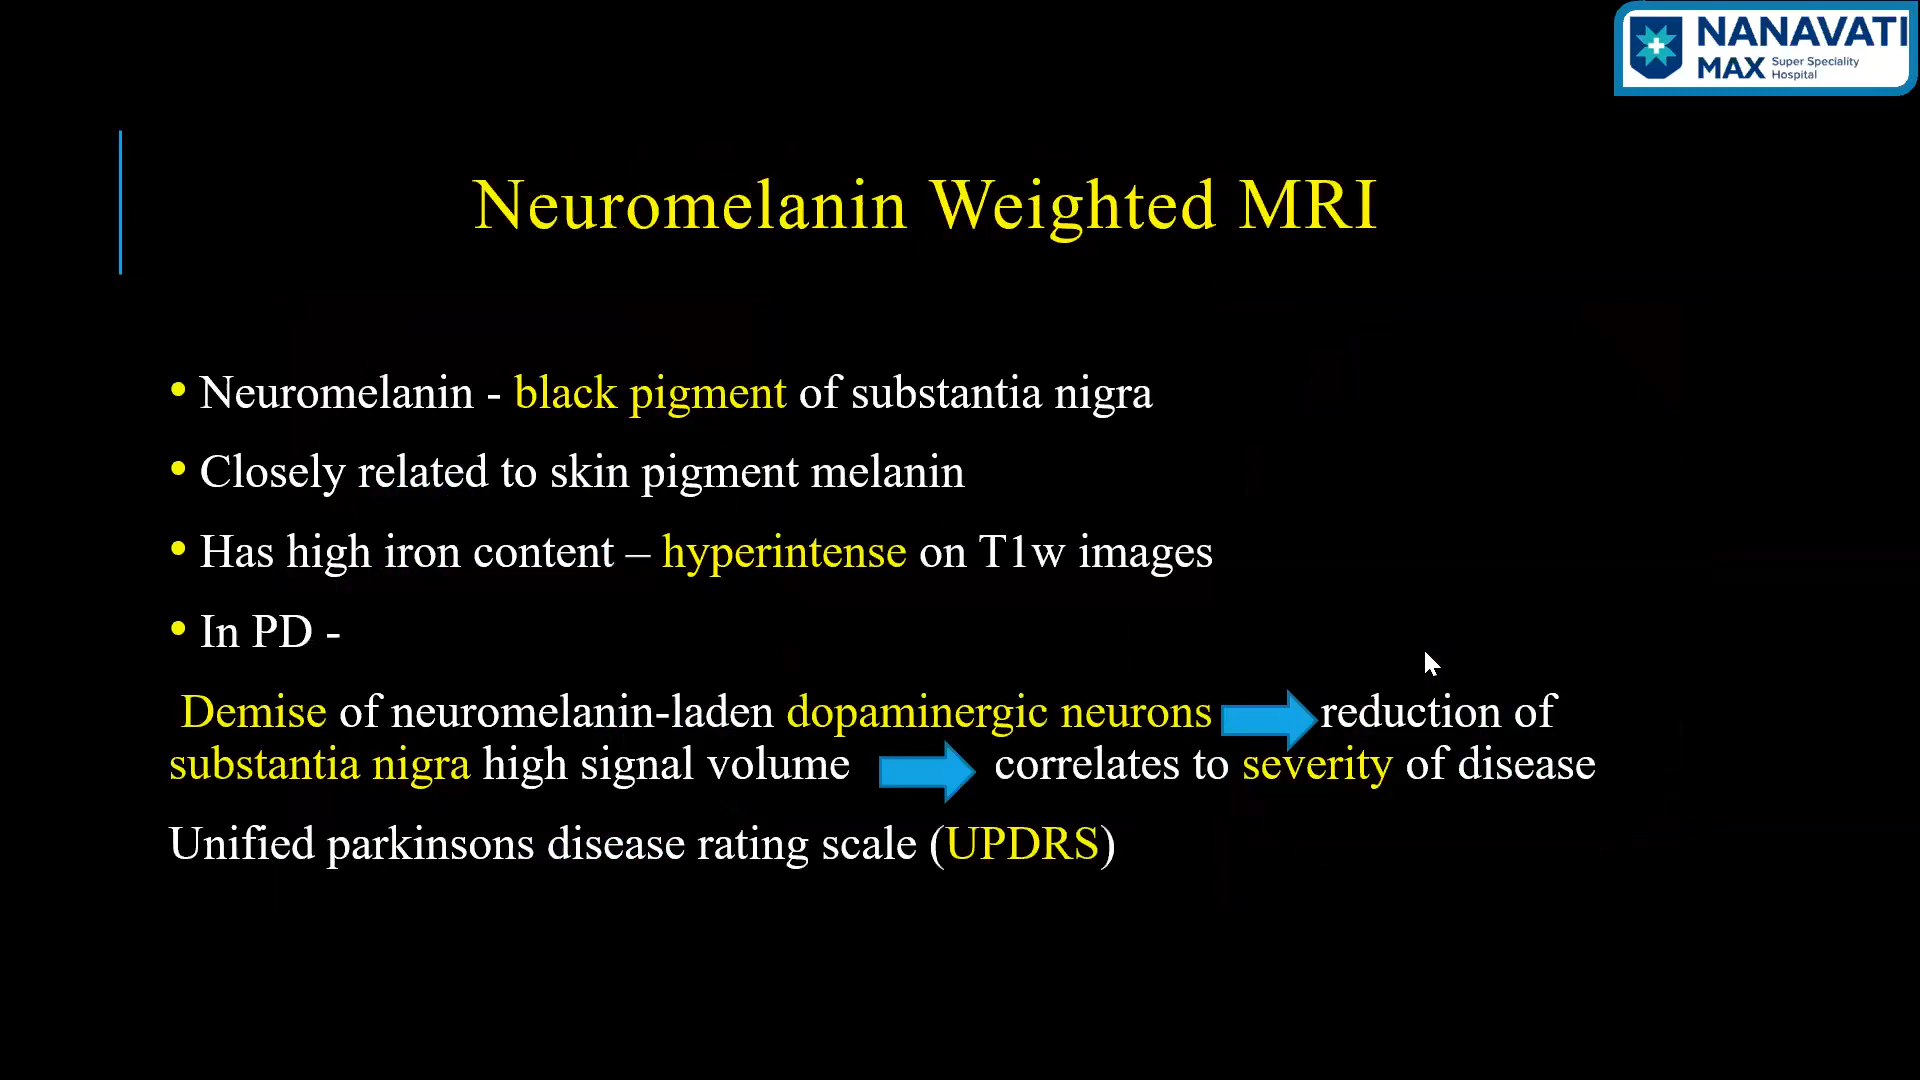 NANAVATI
MAX Super Speciality
Hospital
Neuromelanin Weighted MRI
• Neuromelanin - black pigment of substantia nigra
• Closely related to skin pigment melanin
• Has high iron content – hyperintense on T1w images
• In PD -
Demise of neuromelanin-laden dopaminergic neurons reduction of
substantia nigra high signal volume correlates to severity of disease
Unified parkinsons disease rating scale (UPDRS)